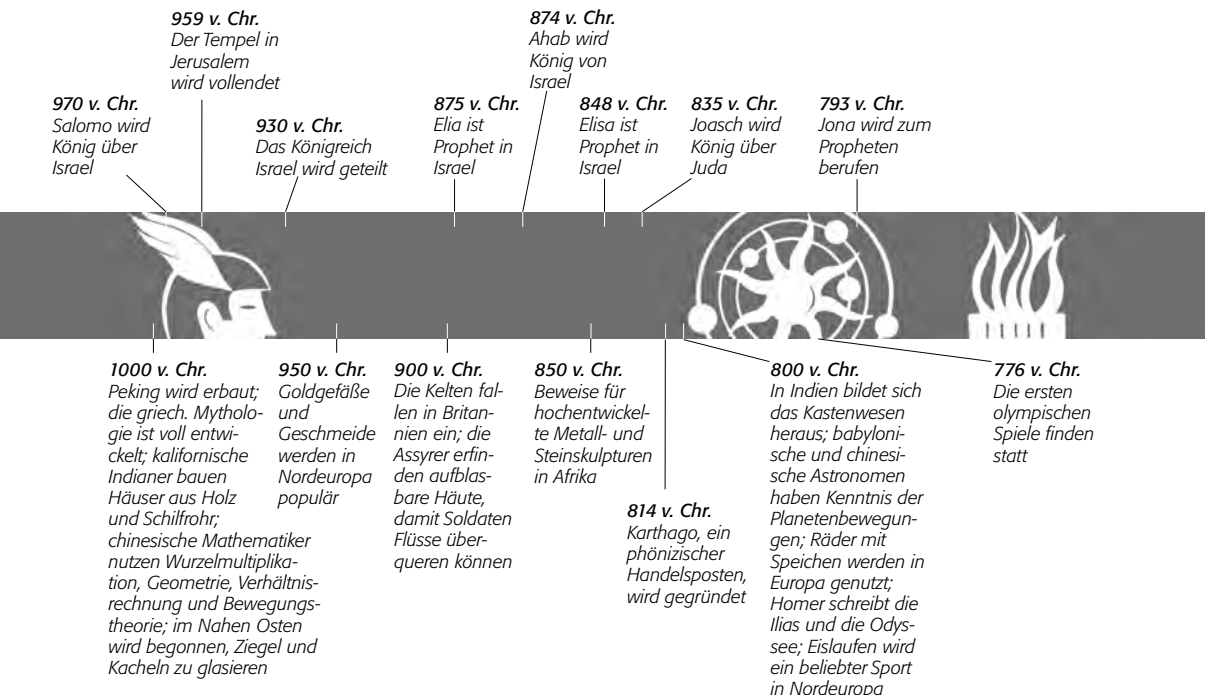 970 v. Chr.
Salomo wird
König über
Israel
959 v. Chr.
Der Tempel in
Jerusalem
wird vollendet
930 v. Chr.
Das Königreich
Israel wird geteilt
875 v. Chr.
Elia ist
Prophet in
Israel
874 v. Chr.
Ahab wird
König von
Israel
848 v. Chr.
Elisa ist
Prophet in
Israel
835 v. Chr.
Joasch wird
König über
Juda
793 v. Chr.
Jona wird zum
Propheten
berufen
1000 v. Chr.
Peking wird erbaut;
die griech. Mytholo-
gie ist voll entwi-
ckelt; kalifornische
Indianer bauen
Häuser aus Holz
und Schilfrohr;
chinesische Mathematiker
nutzen Wurzelmultiplika-
tion, Geometrie, Verhältnis-
rechnung und Bewegungs-
theorie; im Nahen Osten
wird begonnen, Ziegel und
Kacheln zu glasieren
950 v. Chr.
Goldgefäße
und
Geschmeide
werden in
Nordeuropa
populär
900 v. Chr.
Die Kelten fal-
len in Britan-
nien ein; die
Assyrer erfin-
den aufblas-
bare Häute,
damit Soldaten
Flüsse über-
queren können
850 v. Chr.
Beweise für
hochentwickel-
te Metall- und
Steinskulpturen
in Afrika
814 v. Chr.
Karthago, ein
phönizischer
Handelsposten,
wird gegründet
800 v. Chr.
In Indien bildet sich
das Kastenwesen
heraus; babyloni-
sche und chinesi-
sche Astronomen
haben Kenntnis der
Planetenbewegun-
gen; Räder mit
Speichen werden in
Europa genutzt;
Homer schreibt die
Ilias und die Odys-
see; Eislaufen wird
ein beliebter Sport
in Nordeuropa
776 v. Chr.
Die ersten
olympischen
Spiele finden
statt